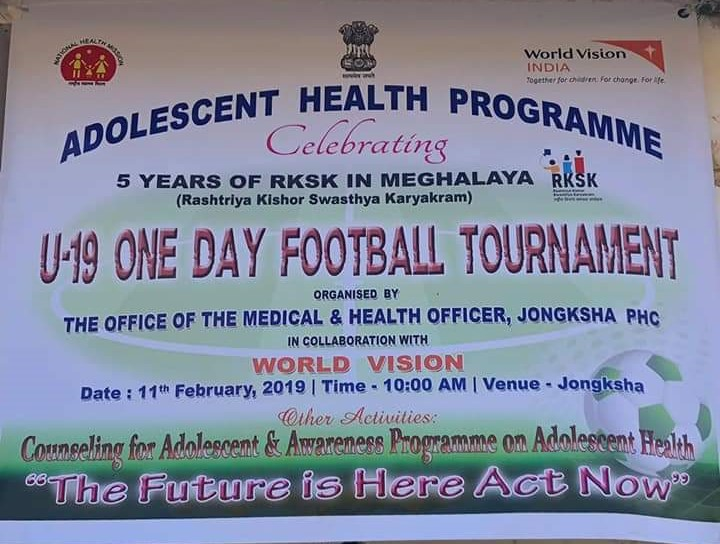 NATIONAL HEALTH MISSION
World Vision
INDIA
Together for children. For change. For life.
सत्यमेव जयते
राष्ट्रीय स्वास्थ्य मिशन
ADOLESCENT HEALTH PROGRAMME
Celebrating
5 YEARS OF RKSK IN MEGHALAYA
(Rashtriya Kishor Swasthya Karyakram)
RKSK
U-19 ONE DAY FOOTBALL TOURNAMENT
ORGANISED BY
THE OFFICE OF THE MEDICAL & HEALTH OFFICER, JONGKSHA PHC
IN COLLABORATION WITH
WORLD VISION
Date : 11th February, 2019 | Time - 10:00 AM | Venue - Jongksha
Other Activities:
Counseling for Adolescent & Awareness Programme on Adolescent Health
"The Future is Here Act Now"